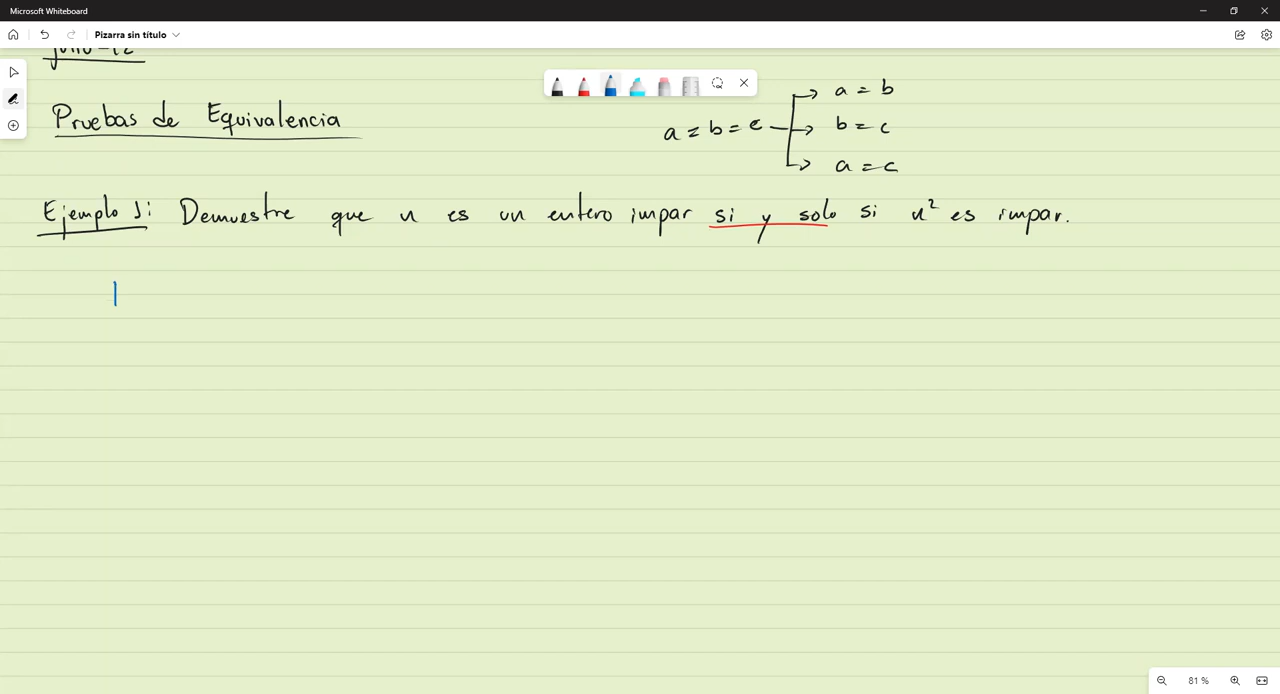 Microsoft Whiteboard
Pizarra sin título
Pruebas de Equivalencia
a = b = c
a = b
b = c
a = c
Ejemplo 1: Demuestre que n es un entero impar si y solo si n² es impar.
81 %